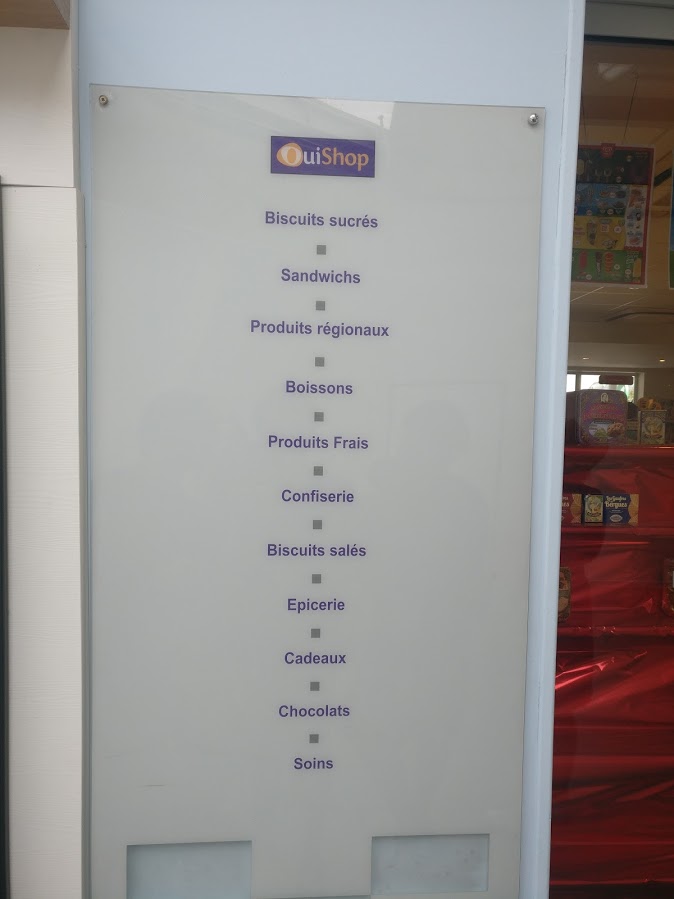 OuiShop
Biscuits sucrés
Sandwichs
Produits régionaux
Boissons
Produits Frais
Confiserie
Biscuits salés
Epicerie
Cadeaux
Chocolats
Soins